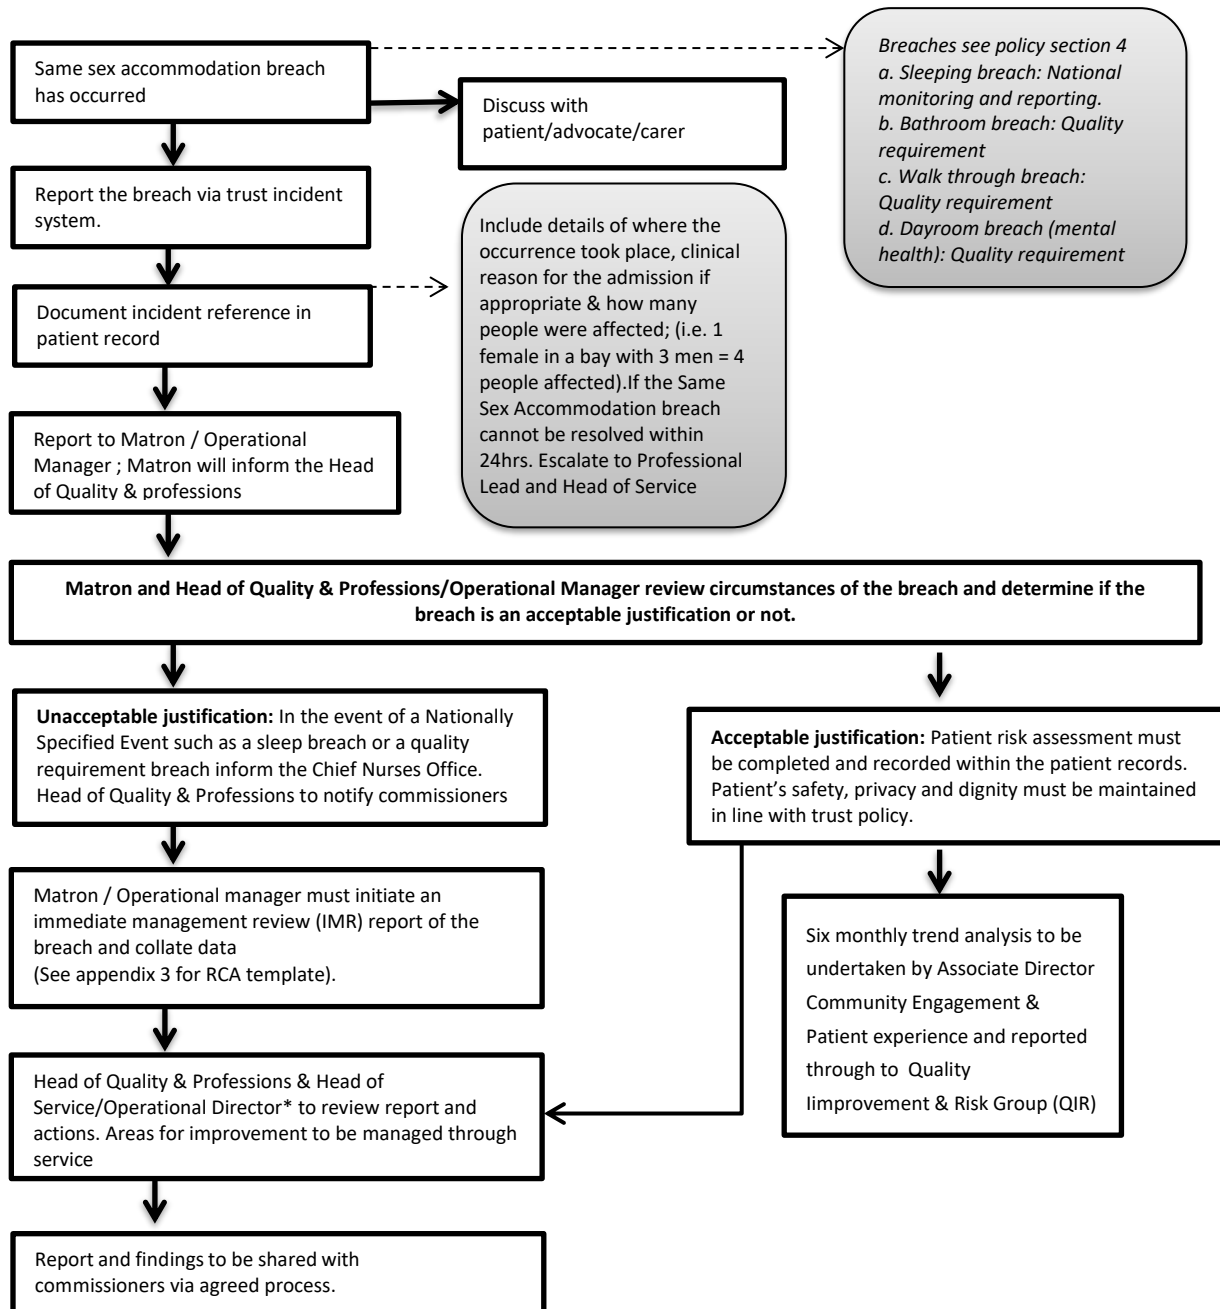 Same sex accommodation breach
has occurred
Discuss with
patient/advocate/carer
Breaches see policy section 4
a. Sleeping breach: National
monitoring and reporting.
b. Bathroom breach: Quality
requirement
c. Walk through breach:
Quality requirement
d. Dayroom breach (mental
health): Quality requirement
Report the breach via trust incident
system.
Document incident reference in
patient record
Include details of where the
occurrence took place, clinical
reason for the admission if
appropriate & how many
people were affected; (i.e. 1
female in a bay with 3 men = 4
people affected).If the Same
Sex Accommodation breach
cannot be resolved within
24hrs. Escalate to Professional
Lead and Head of Service
Report to Matron / Operational
Manager ; Matron will inform the Head
of Quality & professions
Matron and Head of Quality & Professions/Operational Manager review circumstances of the breach and determine if the
breach is an acceptable justification or not.
Unacceptable justification: In the event of a Nationally
Specified Event such as a sleep breach or a quality
requirement breach inform the Chief Nurses Office.
Head of Quality & Professions to notify commissioners
Acceptable justification: Patient risk assessment must
be completed and recorded within the patient records.
Patient’s safety, privacy and dignity must be maintained
in line with trust policy.
Matron / Operational manager must initiate an
immediate management review (IMR) report of the
breach and collate data
(See appendix 3 for RCA template).
Six monthly trend analysis to be
undertaken by Associate Director
Community Engagement &
Patient experience and reported
through to Quality
Iimprovement & Risk Group (QIR)
Head of Quality & Professions & Head of
Service/Operational Director* to review report and
actions. Areas for improvement to be managed through
service
Report and findings to be shared with
commissioners via agreed process.